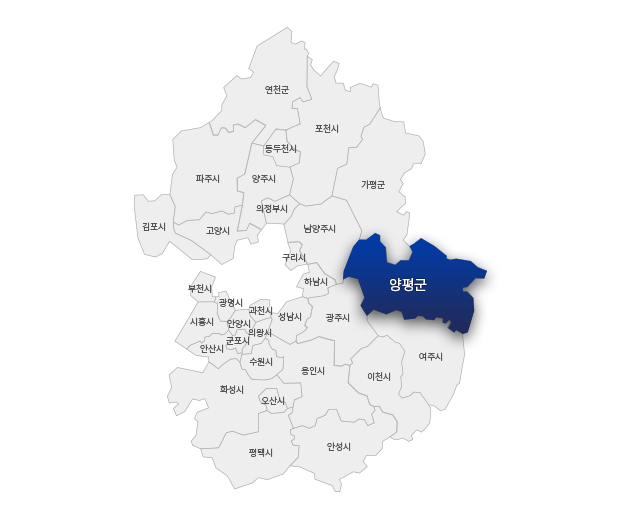 연천군
포천시
동두천시
파주시
양주시
가평군
의정부시
김포시
고양시
남양주시
구리시
하남시
양평군
부천시
광명시
과천시
시흥시
안양시
성남시
광주시
의왕시
군포시
안산시
수원시
여주시
용인시
이천시
화성시
오산시
안성시
평택시